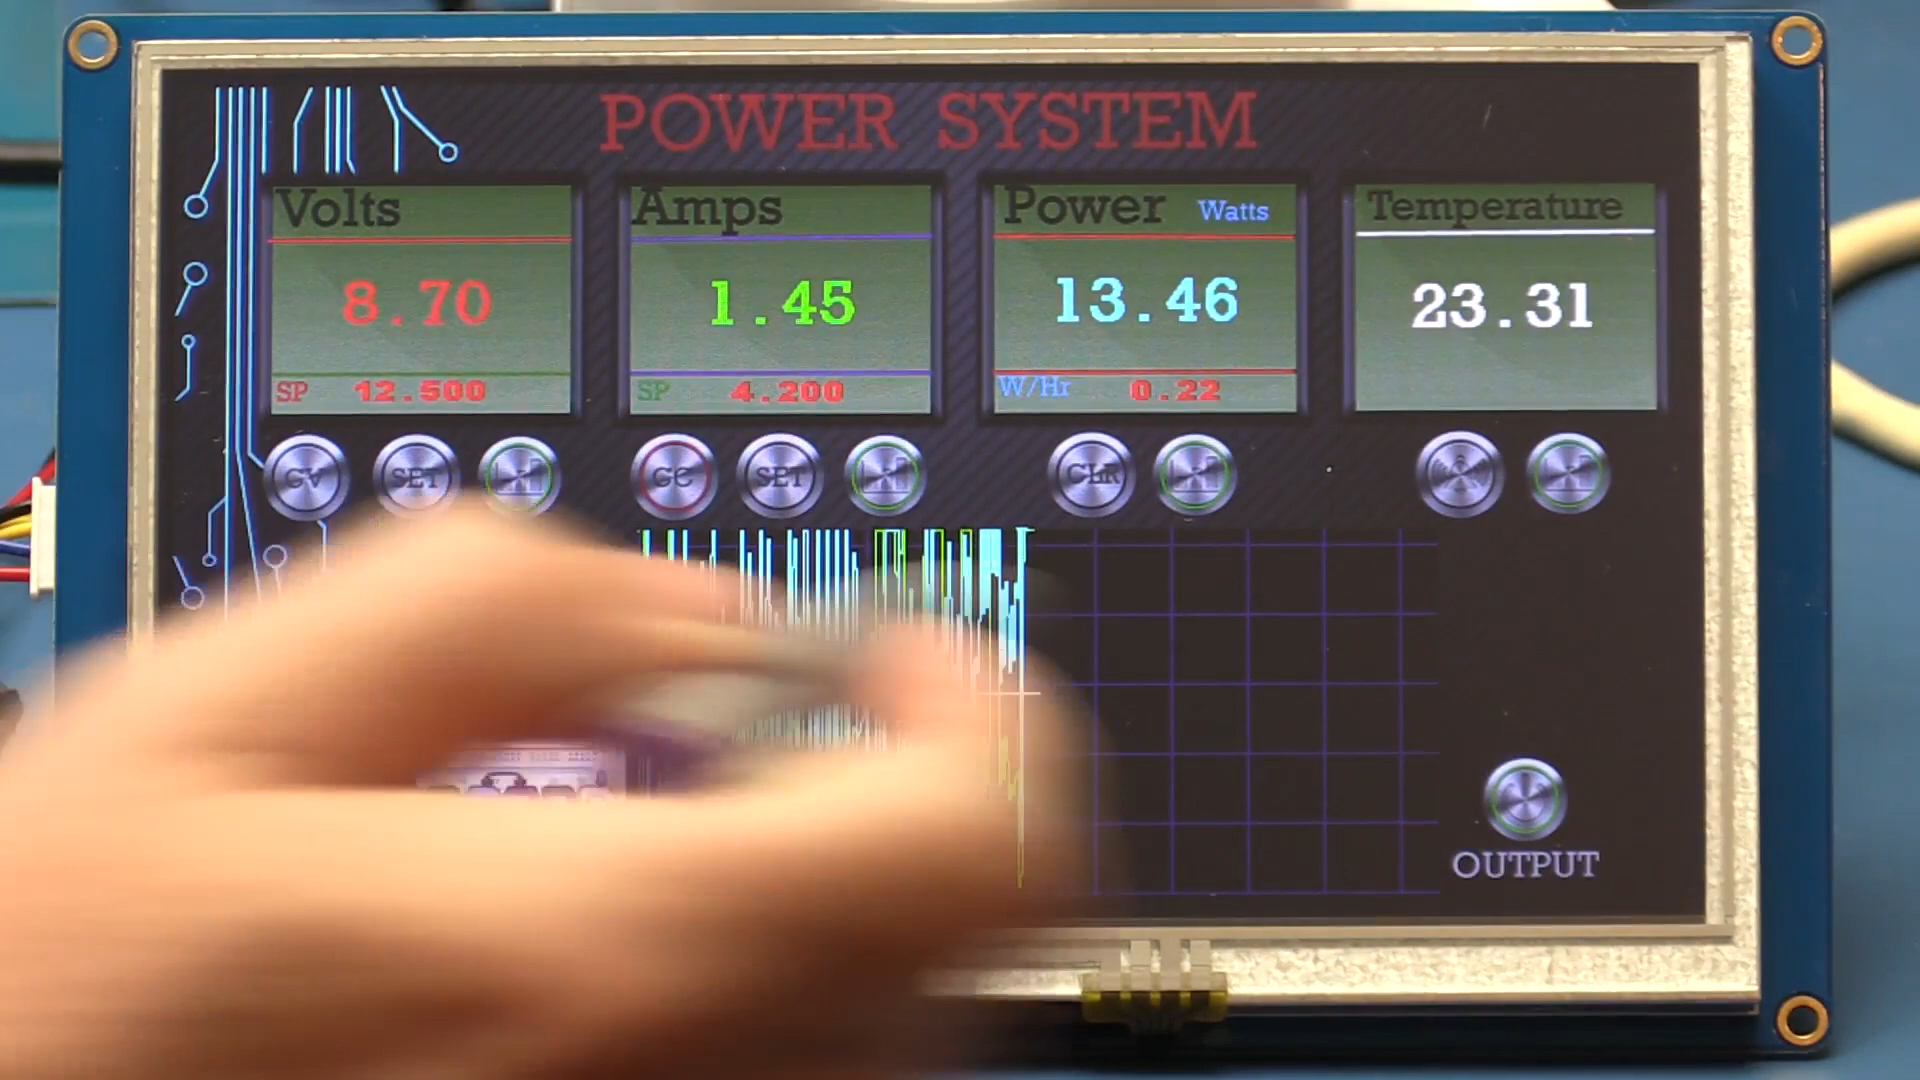 POWER SYSTEM
Volts
8.70
SP 12.500
Amps
1.45
SP 4.200
Power Watts
13.46
W/Hr 0.22
Temperature
23.31
CV SET
CC SET
CLR
OUTPUT